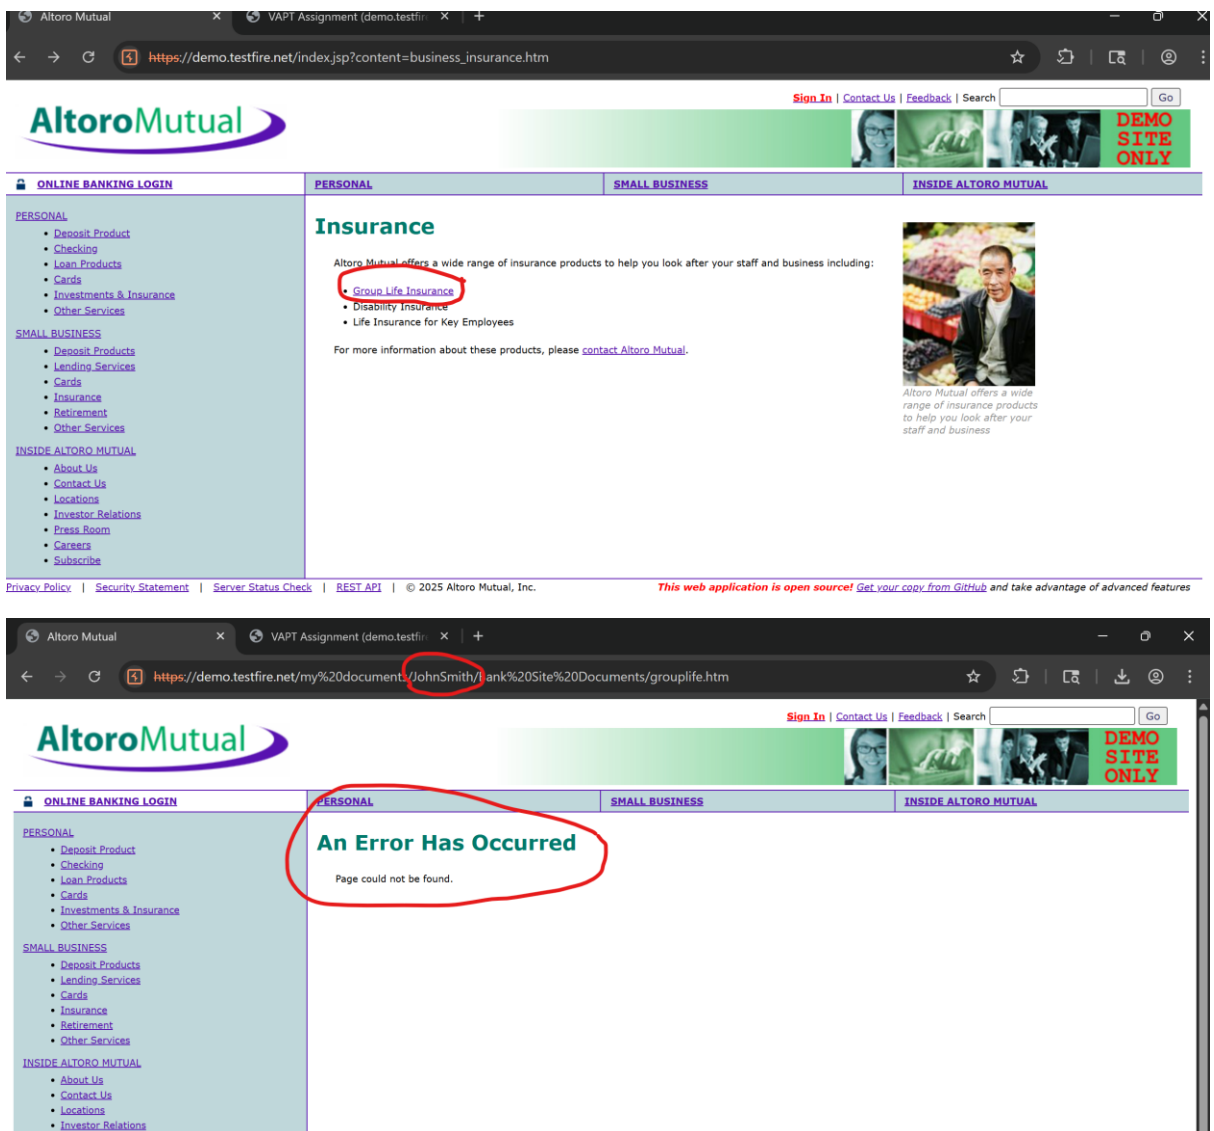 Altoro Mutual
VAPT Assignment (demo.testfir
https://demo.testfire.net/index.jsp?content=business_insurance.htm
Sign In | Contact Us | Feedback | Search Go
AltoroMutual
DEMO
SITE
ONLY
ONLINE BANKING LOGIN PERSONAL SMALL BUSINESS INSIDE ALTORO MUTUAL
PERSONAL
• Deposit Product
• Checking
• Loan Products
• Cards
• Investments & Insurance
• Other Services
SMALL BUSINESS
• Deposit Products
• Lending Services
• Cards
• Insurance
• Retirement
• Other Services
INSIDE ALTORO MUTUAL
• About Us
• Contact Us
• Locations
• Investor Relations
• Press Room
• Careers
• Subscribe
Insurance
Altoro Mutual offers a wide range of insurance products to help you look after your staff and business including:
• Group Life Insurance
• Disability Insurance
• Life Insurance for Key Employees
For more information about these products, please contact Altoro Mutual.
Altoro Mutual offers a wide
range of insurance products
to help you look after your
staff and business
Privacy Policy | Security Statement | Server Status Check | REST API | © 2025 Altoro Mutual, Inc.
This web application is open source! Get your copy from GitHub and take advantage of advanced features
Altoro Mutual
VAPT Assignment (demo.testfir
https://demo.testfire.net/my%20documents/JohnSmith/Bank%20Site%20Documents/grouplife.htm
Sign In | Contact Us | Feedback | Search Go
AltoroMutual
DEMO
SITE
ONLY
ONLINE BANKING LOGIN PERSONAL SMALL BUSINESS INSIDE ALTORO MUTUAL
PERSONAL
• Deposit Product
• Checking
• Loan Products
• Cards
• Investments & Insurance
• Other Services
SMALL BUSINESS
• Deposit Products
• Lending Services
• Cards
• Insurance
• Retirement
• Other Services
INSIDE ALTORO MUTUAL
• About Us
• Contact Us
• Locations
• Investor Relations
An Error Has Occurred
Page could not be found.